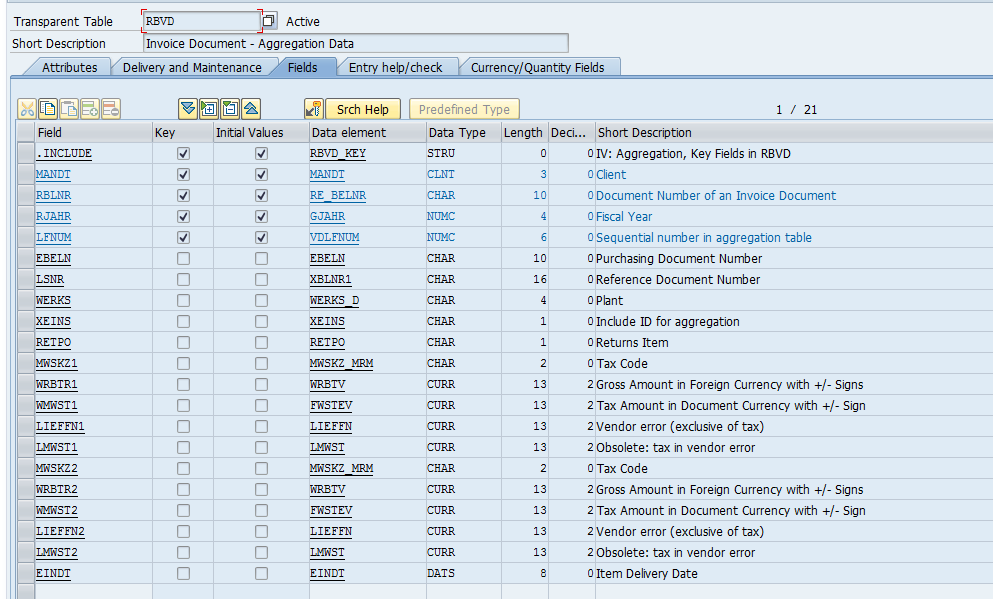 Transparent Table RBVD Active
Short Description Invoice Document - Aggregation Data
Attributes Delivery and Maintenance Fields Entry help/check Currency/Quantity Fields
Srch Help Predefined Type 1 / 21
Field Key Initial Values Data element Data Type Length Deci... Short Description
.INCLUDE RBVD_KEY STRU 0 0 IV: Aggregation, Key Fields in RBVD
MANDT MANDT CLNT 3 0 Client
RBLNR RE_BELNR CHAR 10 0 Document Number of an Invoice Document
RJAHR GJAHR NUMC 4 0 Fiscal Year
LFNUM VDLFNUM NUMC 6 0 Sequential number in aggregation table
EBELN EBELN CHAR 10 0 Purchasing Document Number
LSNR XBLNR1 CHAR 16 0 Reference Document Number
WERKS WERKS_D CHAR 4 0 Plant
XEINS XEINS CHAR 1 0 Include ID for aggregation
RETPO RETPO CHAR 1 0 Returns Item
MWSKZ1 MWSKZ_MRM CHAR 2 0 Tax Code
WRBTR1 WRBTV CURR 13 2 Gross Amount in Foreign Currency with +/- Signs
WMWST1 FWSTEV CURR 13 2 Tax Amount in Document Currency with +/- Sign
LIEFFN1 LIEFFN CURR 13 2 Vendor error (exclusive of tax)
LMWST1 LMWST CURR 13 2 Obsolete: tax in vendor error
MWSKZ2 MWSKZ_MRM CHAR 2 0 Tax Code
WRBTR2 WRBTV CURR 13 2 Gross Amount in Foreign Currency with +/- Signs
WMWST2 FWSTEV CURR 13 2 Tax Amount in Document Currency with +/- Sign
LIEFFN2 LIEFFN CURR 13 2 Vendor error (exclusive of tax)
LMWST2 LMWST CURR 13 2 Obsolete: tax in vendor error
EINDT EINDT DATS 8 0 Item Delivery Date